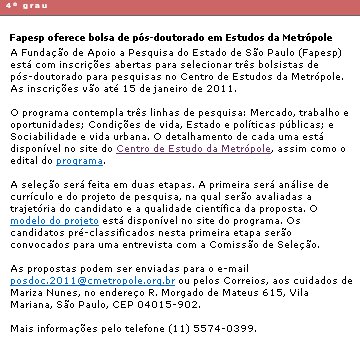 4º grau
Fapesp oferece bolsa de pós-doutorado em Estudos da Metrópole
A Fundação de Apoio a Pesquisa do Estado de São Paulo (Fapesp)
está com inscrições abertas para selecionar três bolsistas de
pós-doutorado para pesquisas no Centro de Estudos da Metrópole.
As inscrições vão até 15 de janeiro de 2011.
O programa contempla três linhas de pesquisa: Mercado, trabalho e
oportunidades; Condições de vida, Estado e políticas públicas; e
Sociabilidade e vida urbana. O detalhamento de cada uma está
disponível no site do Centro de Estudo da Metrópole, assim como o
edital do programa.
A seleção será feita em duas etapas. A primeira será análise de
currículo e do projeto de pesquisa, na qual serão avaliadas a
trajetória do candidato e a qualidade científica da proposta. O
modelo do projeto está disponível no site do programa. Os
candidatos pré-classificados nesta primeira etapa serão
convocados para uma entrevista com a Comissão de Seleção.
As propostas podem ser enviadas para o e-mail
posdoc.2011@cmetropole.org.br ou pelos Correios, aos cuidados de
Mariza Nunes, no endereço R. Morgado de Mateus 615, Vila
Mariana, São Paulo, CEP 04015-902.
Mais informações pelo telefone (11) 5574-0399.